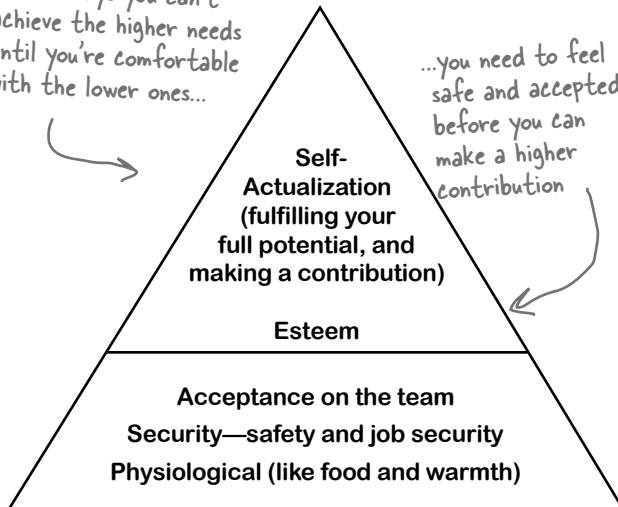 you can't
achieve the higher needs
until you're comfortable
with the lower ones...
...you need to feel
safe and accepted
before you can
make a higher
contribution
Self-
Actualization
(fulfilling your
full potential, and
making a contribution)
Esteem
Acceptance on the team
Security—safety and job security
Physiological (like food and warmth)